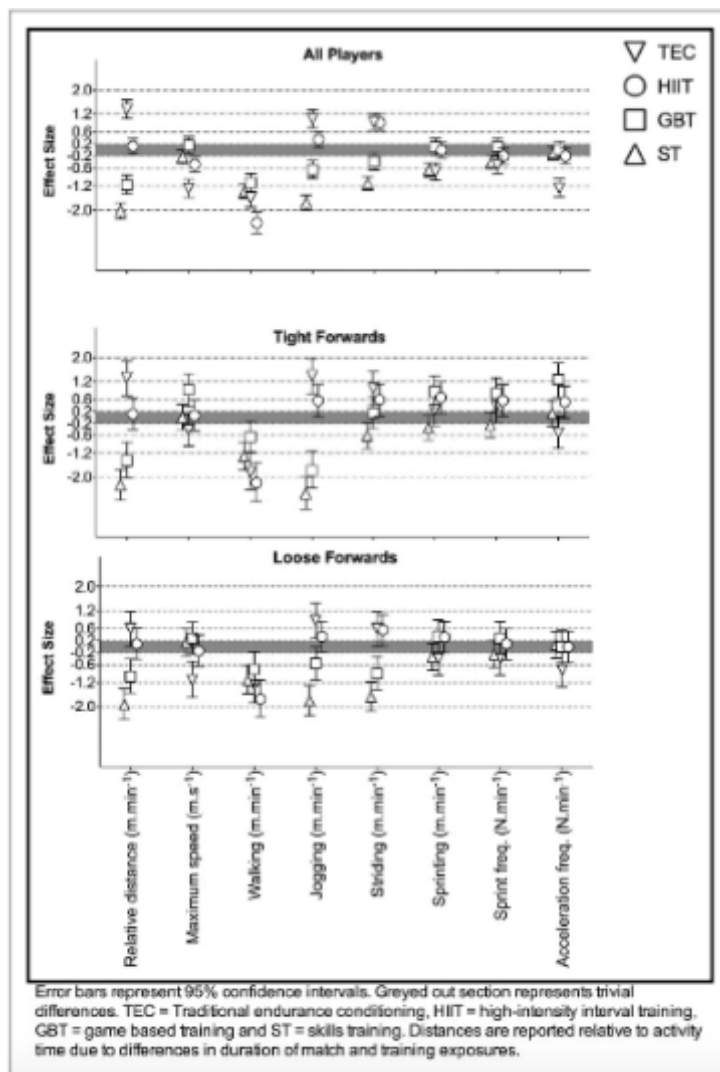 All Players
TEC
HIIT
GBT
ST
Effect Size
2.0
1.2
0.6
0.2
-0.2
-0.6
-1.2
-2.0
Tight Forwards
Effect Size
2.0
1.2
0.6
0.2
-0.2
-0.6
-1.2
-2.0
Loose Forwards
Effect Size
2.0
1.2
0.6
0.2
-0.2
-0.6
-1.2
-2.0
Relative distance (m.min⁻¹)
Maximum speed (m.s⁻¹)
Walking (m.min⁻¹)
Jogging (m.min⁻¹)
Striding (m.min⁻¹)
Sprinting (m.min⁻¹)
Sprint freq. (N.min⁻¹)
Acceleration freq. (N.min⁻¹)
Error bars represent 95% confidence intervals. Greyed out section represents trivial
differences. TEC = Traditional endurance conditioning, HIIT = high-intensity interval training,
GBT = game based training and ST = skills training. Distances are reported relative to activity
time due to differences in duration of match and training exposures.